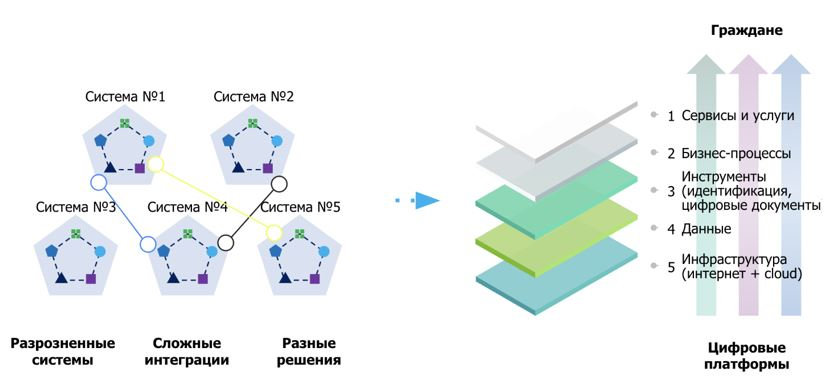 Граждане
Система №1
Система №2
Система №3
Система №4
Система №5
1 Сервисы и услуги
2 Бизнес-процессы
Инструменты
3 (идентификация,
цифровые документы
4 Данные
5 Инфраструктура
(интернет + cloud)
Разрозненные
системы
Сложные
интеграции
Разные
решения
Цифровые
платформы